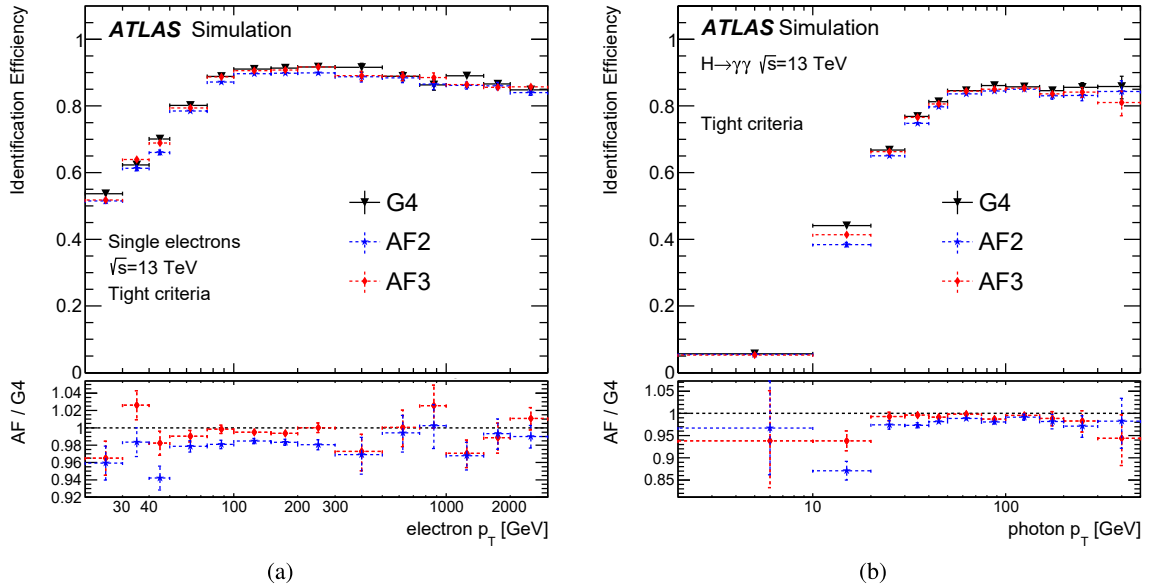 ATLAS Simulation
Identification Efficiency
1
0.8
0.6
0.4
0.2
0
G4
AF2
AF3
Single electrons
√s=13 TeV
Tight criteria
AF / G4
1.04
1.02
1
0.98
0.96
0.94
0.92
30 40 100 200 300 1000 2000
electron p_T [GeV]
(a)
ATLAS Simulation
H→γγ √s=13 TeV
Tight criteria
Identification Efficiency
1
0.8
0.6
0.4
0.2
0
G4
AF2
AF3
AF / G4
1.05
1
0.95
0.9
0.85
10 100
photon p_T [GeV]
(b)